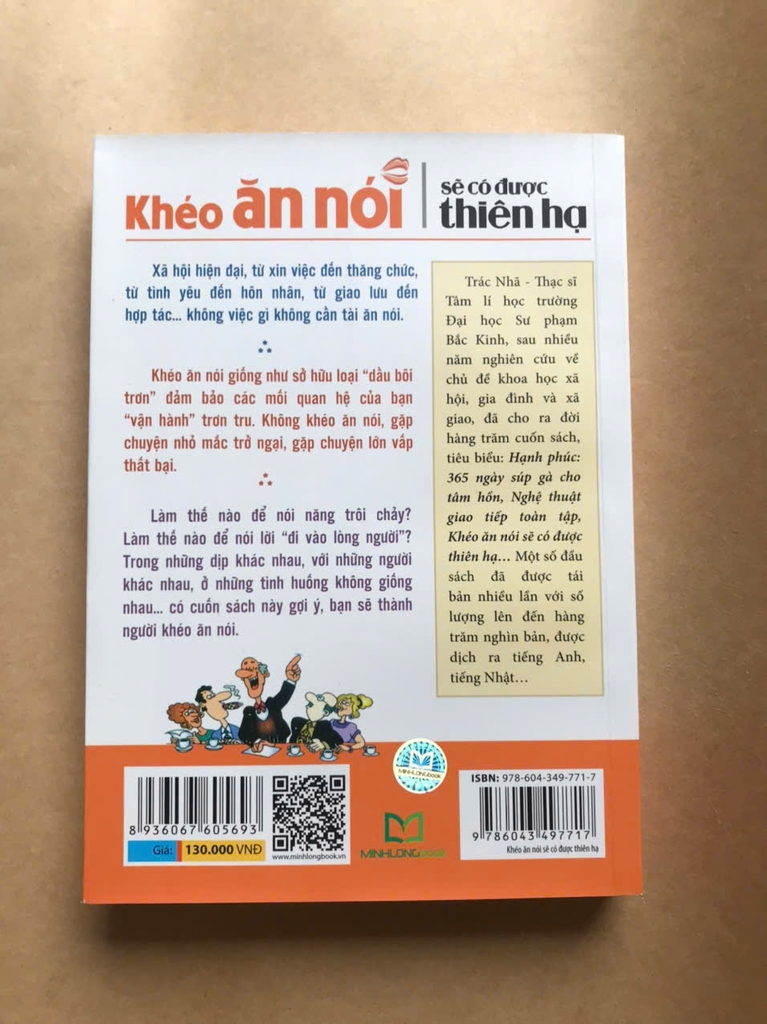 Khéo ăn nói
sẽ có được
thiên hạ
Xã hội hiện đại, từ xin việc đến thăng chức,
từ tình yêu đến hôn nhân, từ giao lưu đến
hợp tác... không việc gì không cần tài ăn nói.
Khéo ăn nói giống như sở hữu loại “dầu bôi
trơn” đảm bảo các mối quan hệ của bạn
“vận hành” trơn tru. Không khéo ăn nói, gặp
chuyện nhỏ mắc trở ngại, gặp chuyện lớn vấp
thất bại.
Làm thế nào để nói năng trôi chảy?
Làm thế nào để nói lời “đi vào lòng người”?
Trong những dịp khác nhau, với những người
khác nhau, ở những tình huống không giống
nhau... có cuốn sách này gợi ý, bạn sẽ thành
người khéo ăn nói.
Trác Nhã - Thạc sĩ
Tâm lí học trường
Đại học Sư phạm
Bắc Kinh, sau nhiều
năm nghiên cứu về
chủ đề khoa học xã
hội, gia đình và xã
giao, đã cho ra đời
hàng trăm cuốn sách,
tiêu biểu: Hạnh phúc:
365 ngày súp gà cho
tâm hồn, Nghệ thuật
giao tiếp toàn tập,
Khéo ăn nói sẽ có được
thiên hạ... Một số đầu
sách đã được tái
bản nhiều lần với số
lượng lên đến hàng
trăm nghìn bản, được
dịch ra tiếng Anh,
tiếng Nhật...
8 936067 605693
Giá: 130.000 VNĐ
www.minhlongbook.vn
MINHLONGbook
MINHLONGbook
ISBN: 978-604-349-771-7
9 786043 497717
Khéo ăn nói sẽ có được thiên hạ